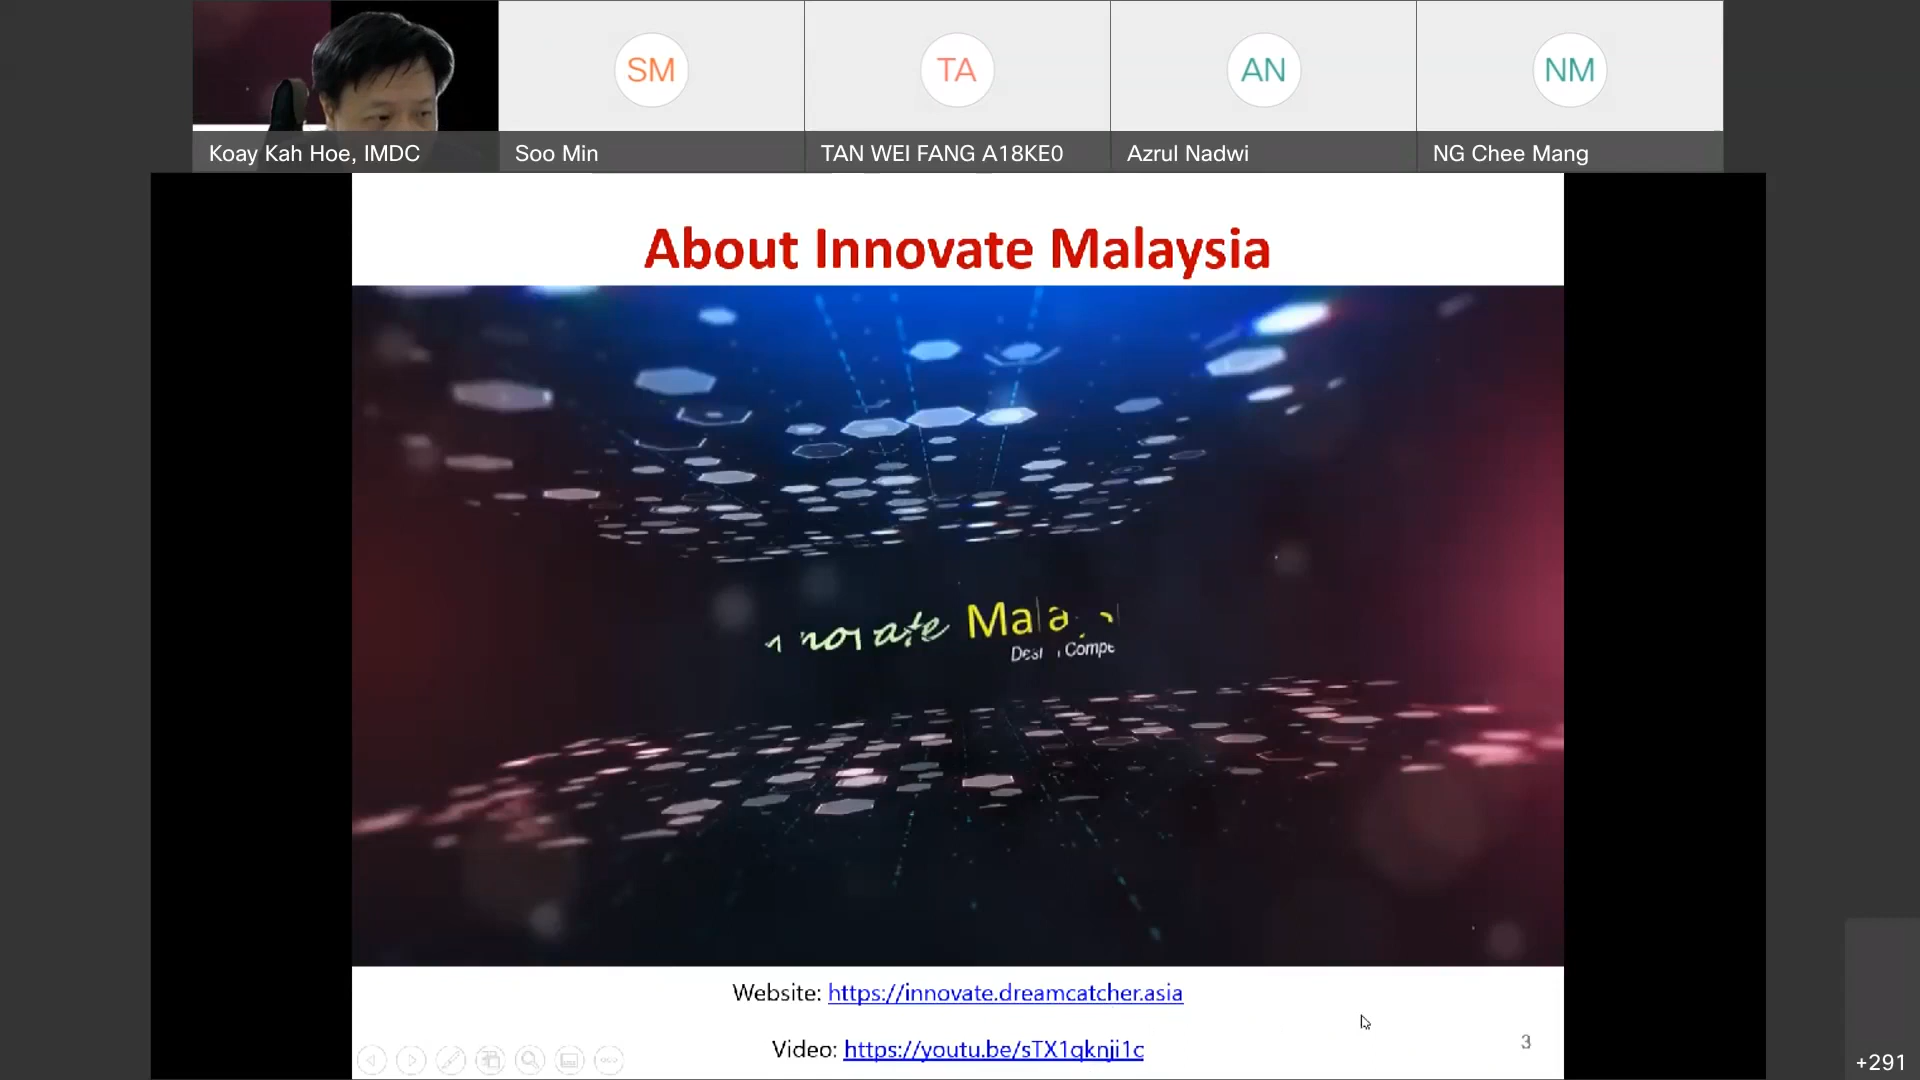 SM
TA
AN
NM
Koay Kah Hoe, IMDC
Soo Min
TAN WEI FANG A18KE0
Azrul Nadwi
NG Chee Mang
About Innovate Malaysia
Website: https://innovate.dreamcatcher.asia
Video: https://youtu.be/sTX1qknji1c
3
+291